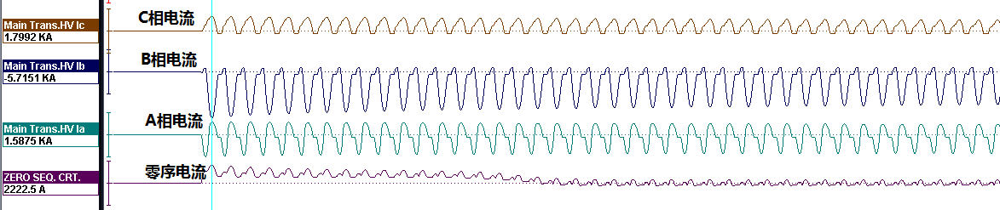 C相电流
Main Trans.HV Ic
1.7992 KA
B相电流
Main Trans.HV Ib
-5.7151 KA
A相电流
Main Trans.HV Ia
1.5875 KA
零序电流
ZERO SEQ. CRT.
2222.5 A